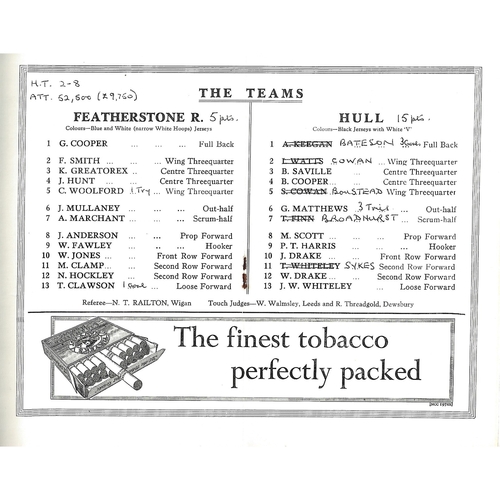 H.T. 2-8
ATT. 52,500 (£9,750)
THE TEAMS
FEATHERSTONE R. 5 pts.
Colours—Blue and White (narrow White Hoops) Jerseys
1 G. COOPER ... ... Full Back
2 F. SMITH ... ... Wing Threequarter
3 K. GREATOREX .. Centre Threequarter
4 J. HUNT ... ... Centre Threequarter
5 C. WOOLFORD 1 Try Wing Threequarter
6 J. MULLANEY ... ... Out-half
7 A. MARCHANT ... ... Scrum-half
8 J. ANDERSON ... Prop Forward
9 W. FAWLEY ... ... Hooker
10 W. JONES ... Front Row Forward
11 M. CLAMP ... Second Row Forward
12 N. HOCKLEY Second Row Forward
13 T. CLAWSON 1 Goal Loose Forward
HULL 15 pts.
Colours—Black Jerseys with White 'V'
1 A. KEEGAN BATESON 3 Goals Full Back
2 I. WATTS COWAN Wing Threequarter
3 B. SAVILLE .. Centre Threequarter
4 B. COOPER ... Centre Threequarter
5 S. COWAN BOUSTEAD Wing Threequarter
6 G. MATTHEWS 3 Tries Out-half
7 T. FINN BROADHURST Scrum-half
8 M. SCOTT ... ... Prop Forward
9 P. T. HARRIS ... ... Hooker
10 J. DRAKE ... Front Row Forward
11 T. WHITELEY SYKES Second Row Forward
12 W. DRAKE ... Second Row Forward
13 J. W. WHITELEY ... Loose Forward
Referee—N. T. RAILTON, Wigan Touch Judges—W. Walmsley, Leeds and R. Threadgold, Dewsbury
The finest tobacco
perfectly packed